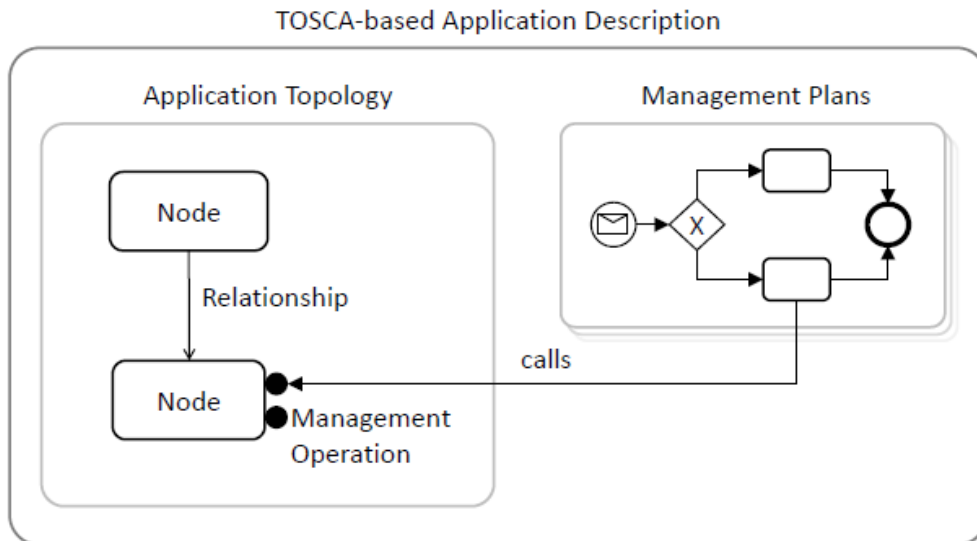 TOSCA-based Application Description
Application Topology
Management Plans
Node
X
Relationship
calls
Node
Management
Operation